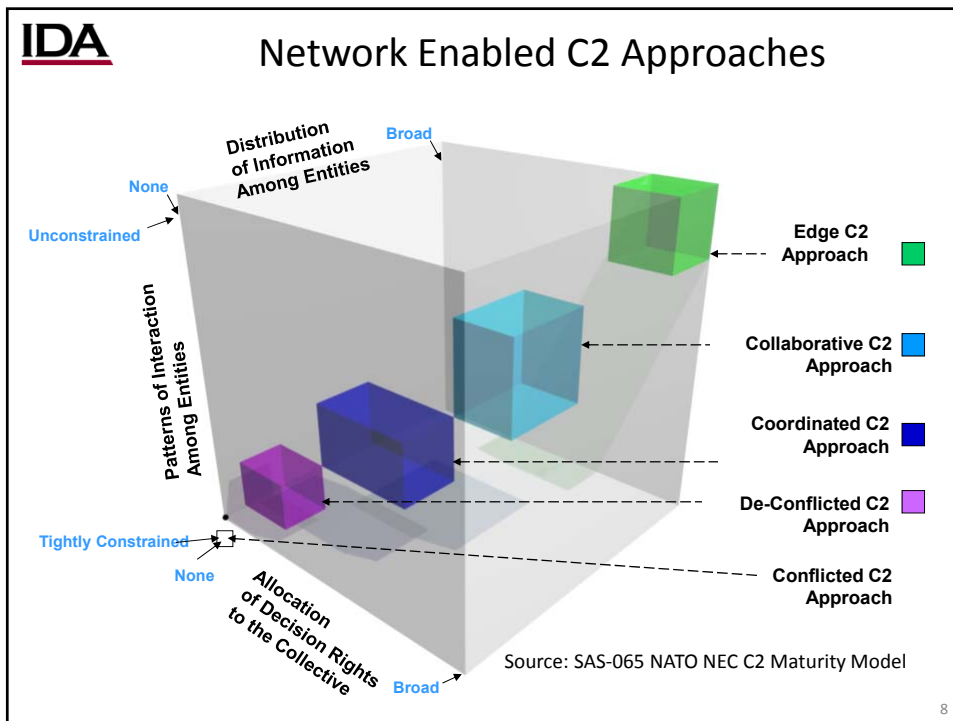 IDA
Network Enabled C2 Approaches
Distribution
of Information
Among Entities
Broad
None
Unconstrained
Patterns of Interaction
Among Entities
Tightly Constrained
None
Allocation
of Decision Rights
to the Collective
Broad
Edge C2
Approach
Collaborative C2
Approach
Coordinated C2
Approach
De-Conflicted C2
Approach
Conflicted C2
Approach
Source: SAS-065 NATO NEC C2 Maturity Model
8